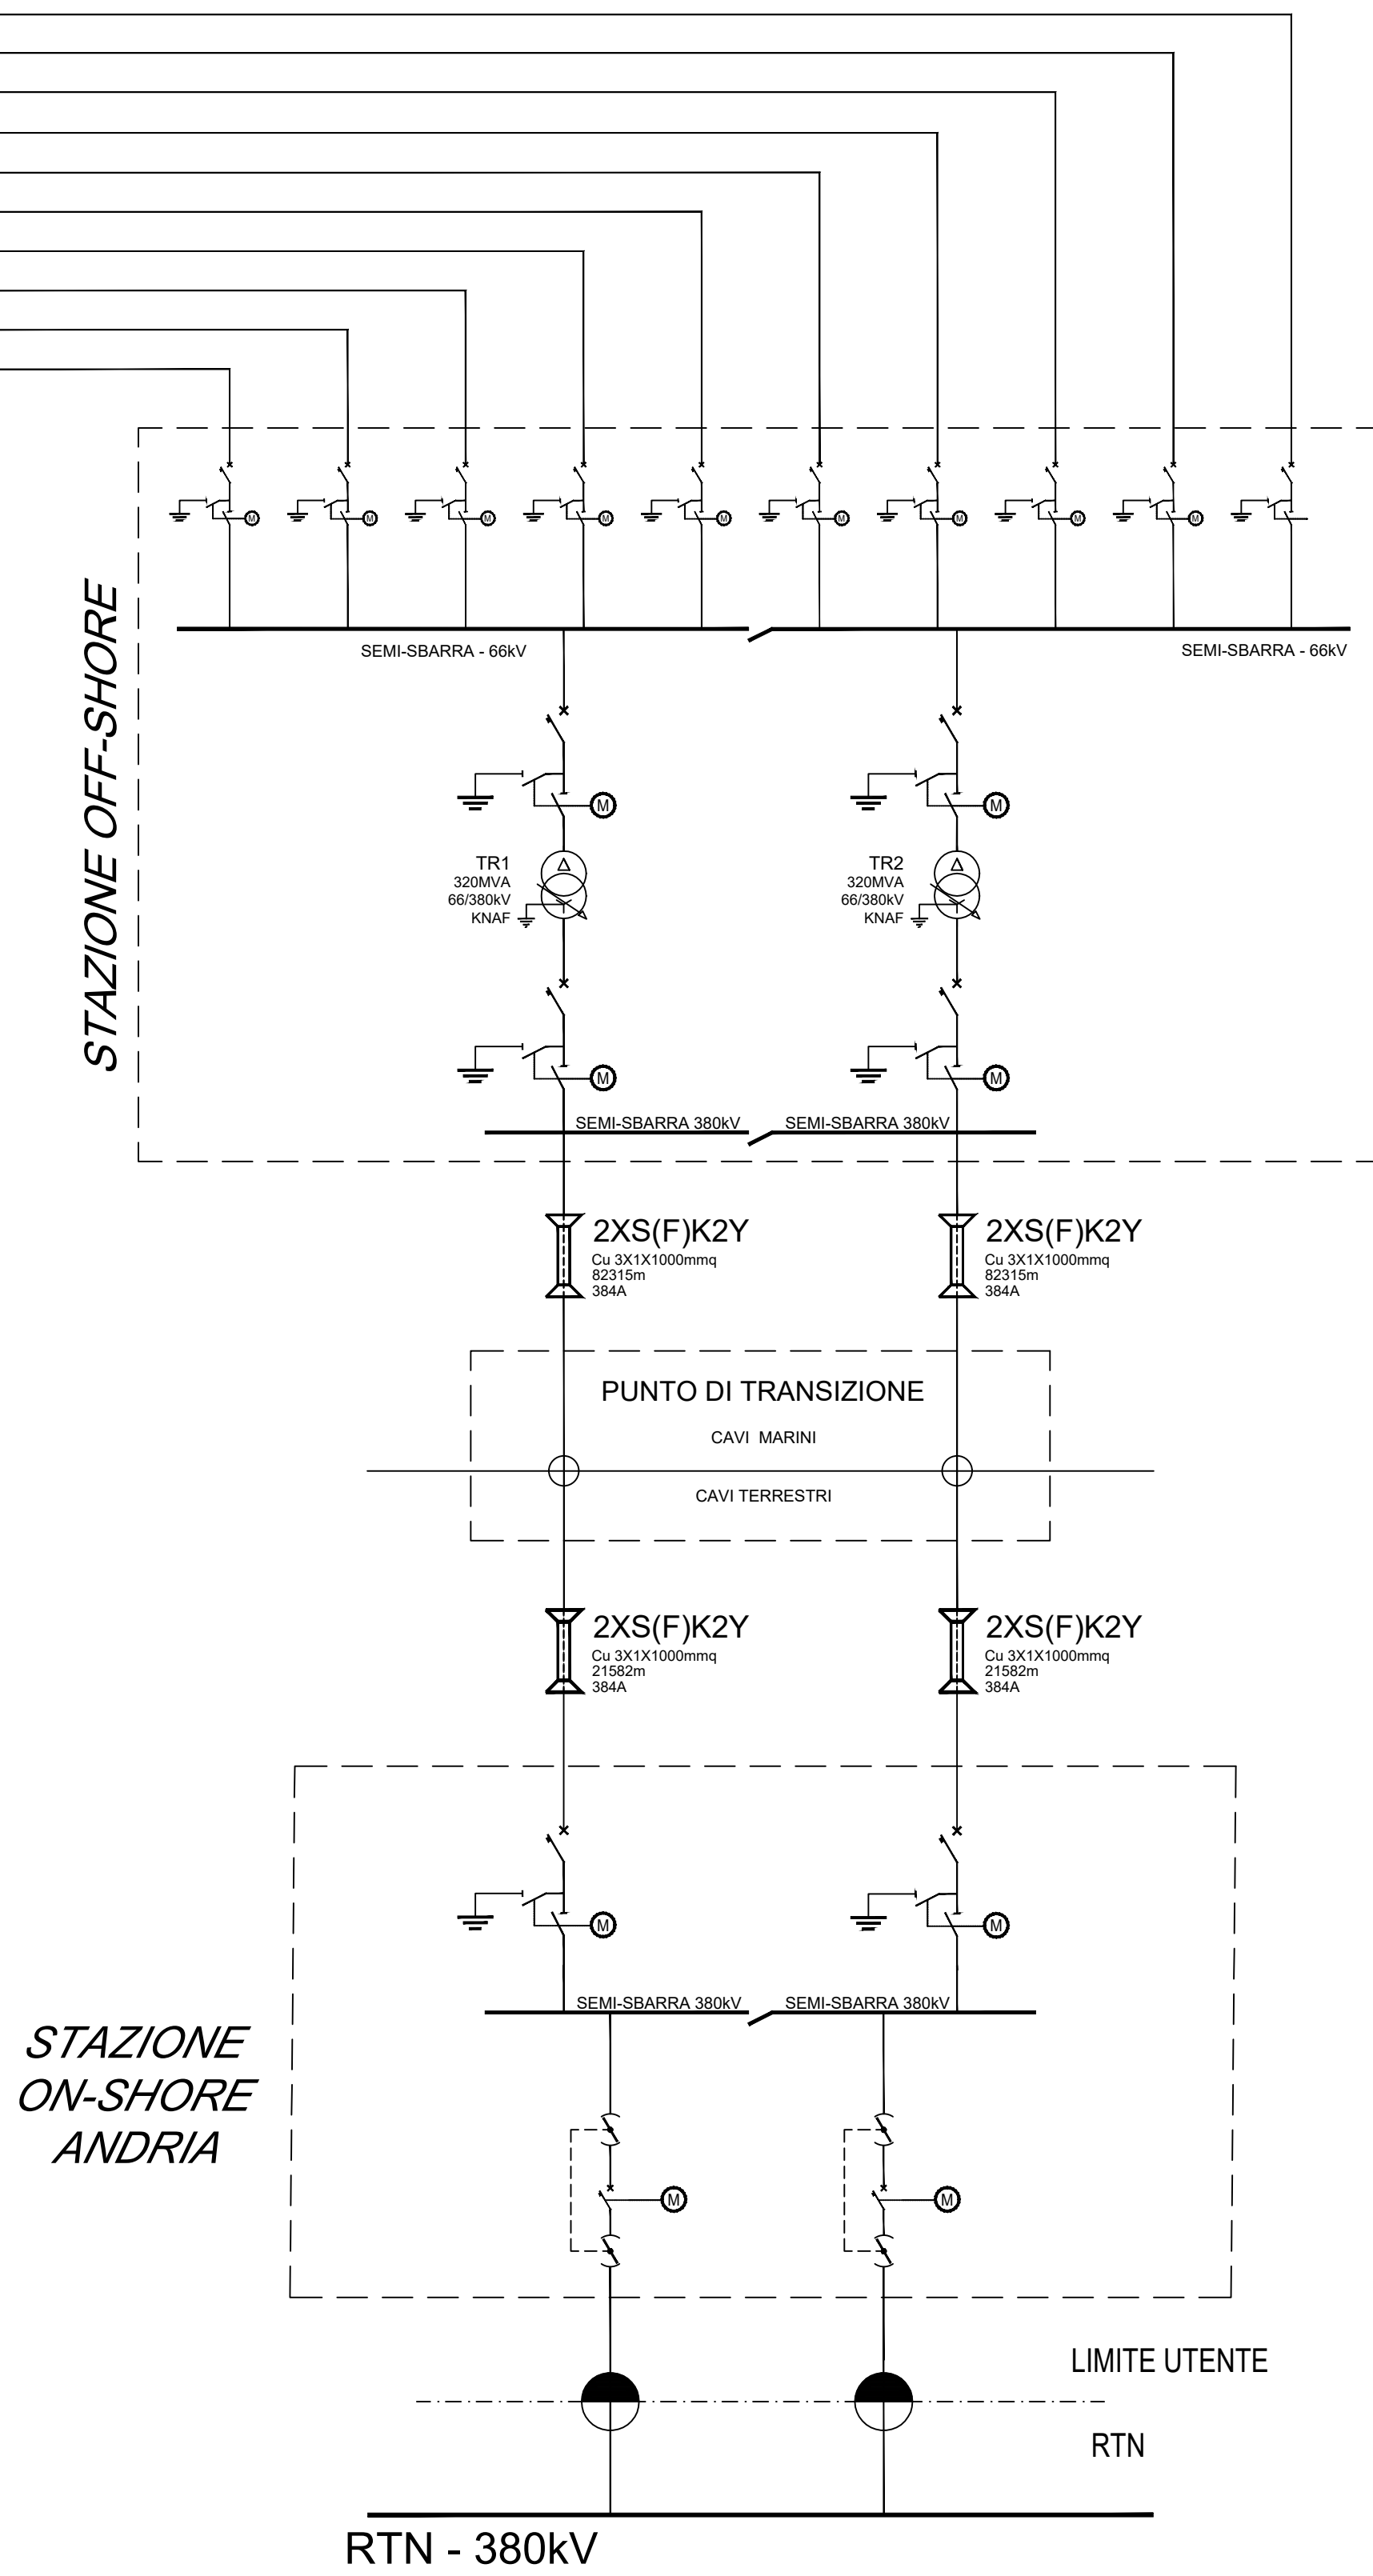 M
M
M
M
M
M
M
M
M
SEMI-SBARRA - 66kV
SEMI-SBARRA - 66kV
STAZIONE OFF-SHORE
M
M
TR1
320MVA
66/380kV
KNAF
TR2
320MVA
66/380kV
KNAF
M
M
SEMI-SBARRA 380kV
SEMI-SBARRA 380kV
2XS(F)K2Y
Cu 3X1X1000mmq
82315m
384A
2XS(F)K2Y
Cu 3X1X1000mmq
82315m
384A
PUNTO DI TRANSIZIONE
CAVI MARINI
CAVI TERRESTRI
2XS(F)K2Y
Cu 3X1X1000mmq
21582m
384A
2XS(F)K2Y
Cu 3X1X1000mmq
21582m
384A
M
M
SEMI-SBARRA 380kV
SEMI-SBARRA 380kV
STAZIONE
ON-SHORE
ANDRIA
M
M
LIMITE UTENTE
RTN
RTN - 380kV